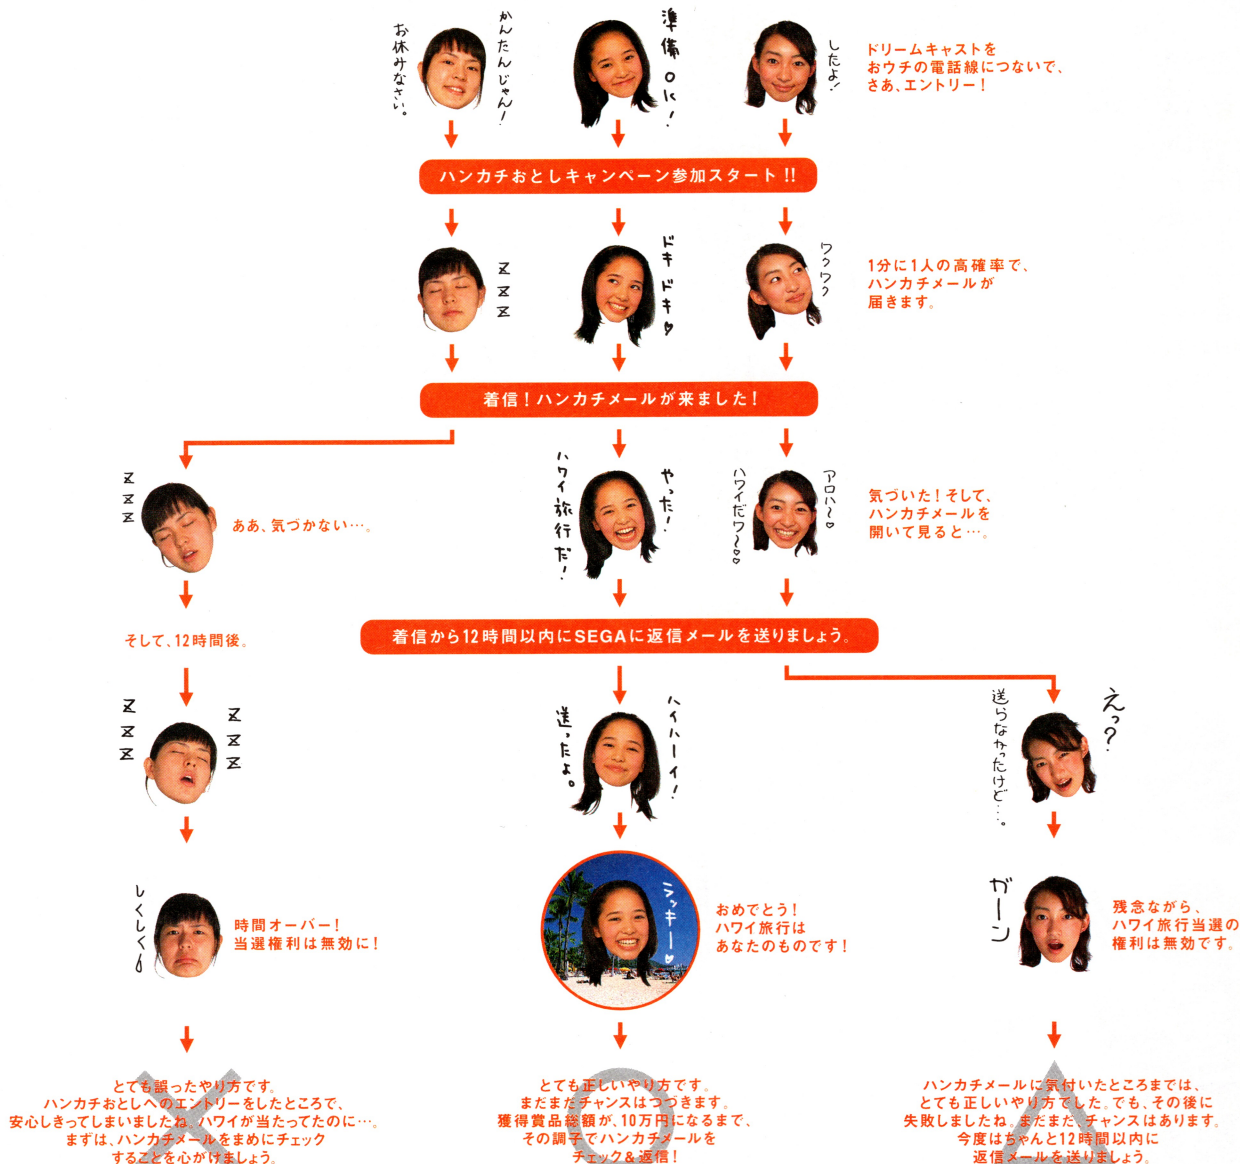 かんたんじゃん!
お休みなさい。
準備OK!
したよ!
ドリームキャストを
おウチの電話線につないで、
さあ、エントリー!
ハンカチおとしキャンペーン参加スタート!!
ZZZ
ドキドキ♡
ワクワク
1分に1人の高確率で、
ハンカチメールが
届きます。
着信!ハンカチメールが来ました!
ZZZ
ああ、気づかない…。
やった!
ハワイ旅行だ!
アロハ〜♡
ハワイだワ〜♡♡
気づいた!そして、
ハンカチメールを
開いて見ると…。
そして、12時間後。
着信から12時間以内にSEGAに返信メールを送りましょう。
ZZZ
ZZZ
ハイハーイ!
送ったよ。
えっ?
送らなかったけど…。
しくしく
時間オーバー!
当選権利は無効に!
ラッキー♡
おめでとう!
ハワイ旅行は
あなたのものです!
ガーン
残念ながら、
ハワイ旅行当選の
権利は無効です。
とても誤ったやり方です。
ハンカチおとしへのエントリーをしたところで、
安心しきってしまいましたね。ハワイが当たってたのに…。
まずは、ハンカチメールをまめにチェック
することを心がけましょう。
とても正しいやり方です。
まだまだチャンスはつづきます。
獲得賞品総額が、10万円になるまで、
その調子でハンカチメールを
チェック&返信!
ハンカチメールに気付いたところまでは、
とても正しいやり方でした。でも、その後に
失敗しましたね。まだまだ、チャンスはあります。
今度はちゃんと12時間以内に
返信メールを送りましょう。